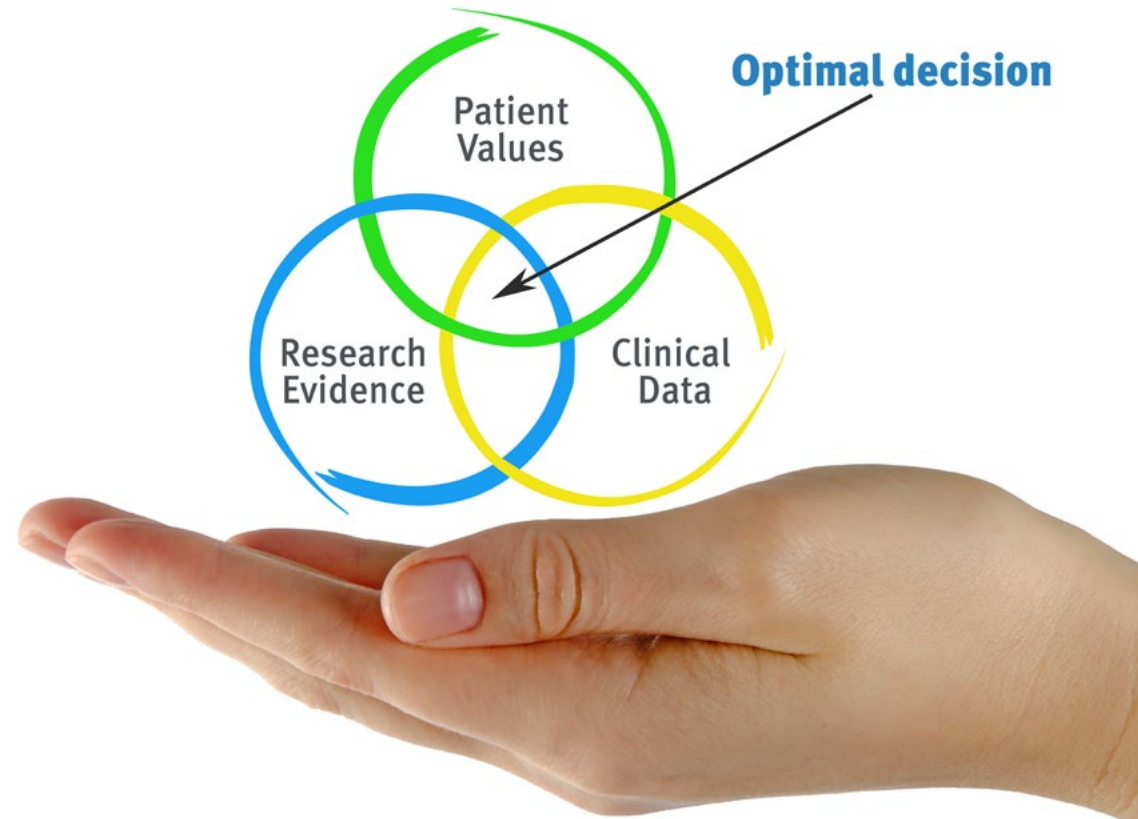 Optimal decision
Patient
Values
Research
Evidence
Clinical
Data